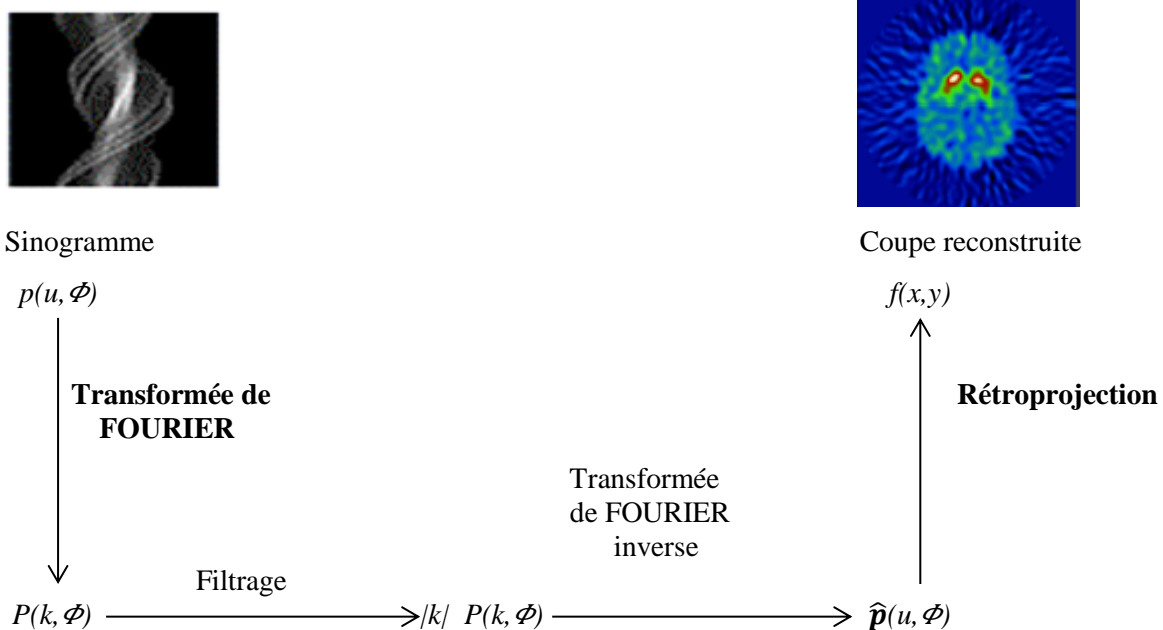 Sinogramme
Coupe reconstruite
p(u,Φ)
f(x,y)
Transformée de
FOURIER
Rétroprojection
Transformée
de FOURIER
inverse
Filtrage
P(k,Φ)
|k| P(k,Φ)
p̂(u,Φ)